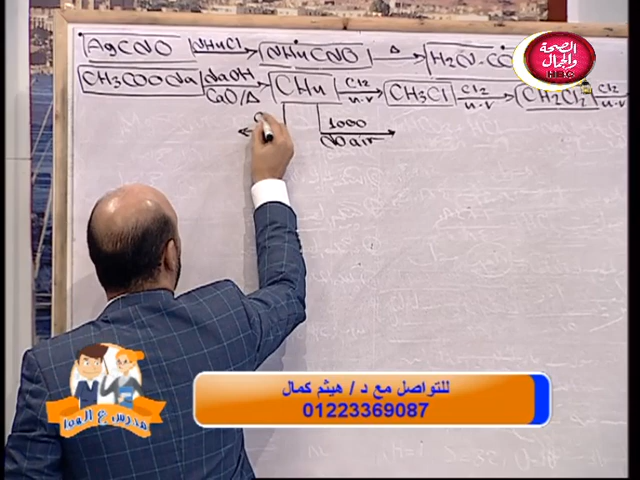 AgCNO NH4Cl NH4CNO Δ H2N-CO
CH3COONa NaOH CaO/Δ CH4 Cl2 u.v CH3Cl Cl2 u.v CH2Cl2 Cl2 u.v
1000
No air
الصحة
والجمال
HBC
للتواصل مع د / هيثم كمال
01223369087
مدرس ع الهوا